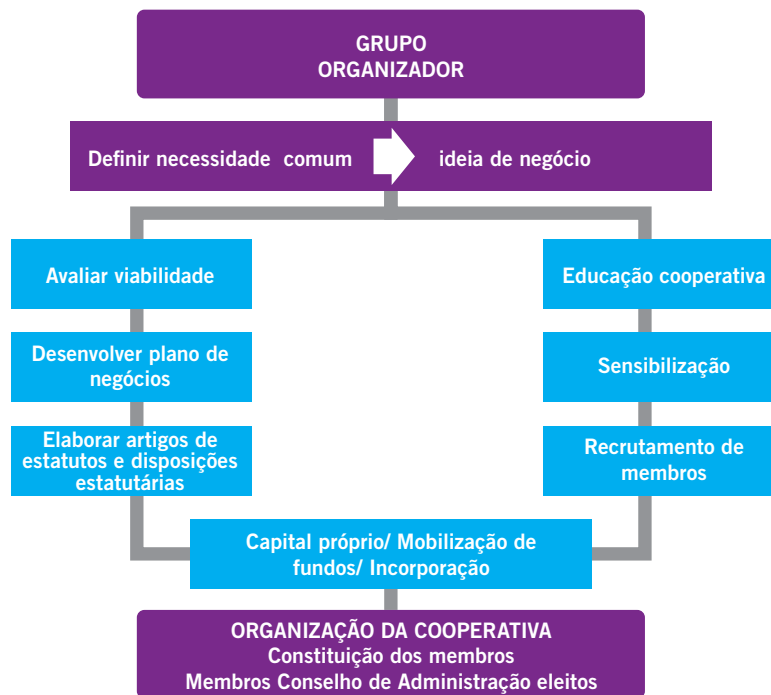 GRUPO
ORGANIZADOR
Definir necessidade comum
ideia de negócio
Avaliar viabilidade
Desenvolver plano de
negócios
Elaborar artigos de
estatutos e disposições
estatutárias
Educação cooperativa
Sensibilização
Recrutamento de
membros
Capital próprio/ Mobilização de
fundos/ Incorporação
ORGANIZAÇÃO DA COOPERATIVA
Constituição dos membros
Membros Conselho de Administração eleitos